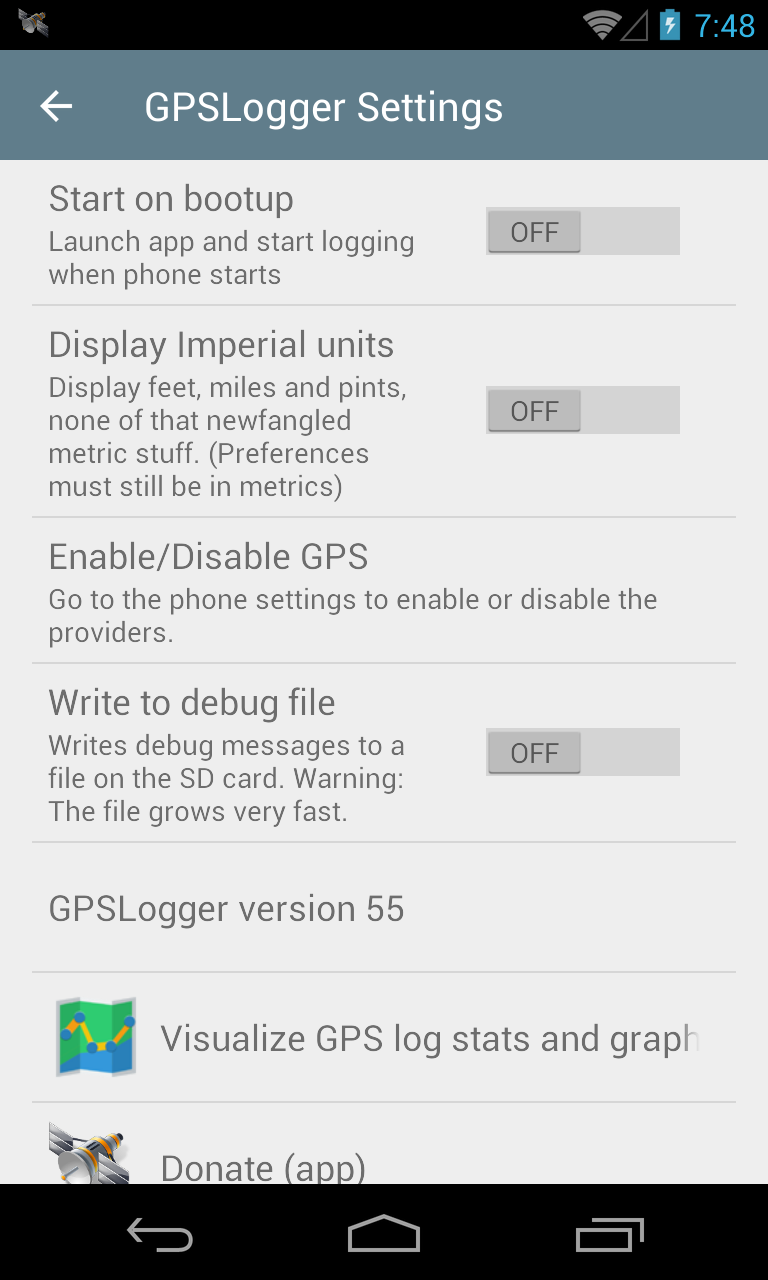 7:48
GPSLogger Settings
Start on bootup
Launch app and start logging
when phone starts
OFF
Display Imperial units
Display feet, miles and pints,
none of that newfangled
metric stuff. (Preferences
must still be in metrics)
OFF
Enable/Disable GPS
Go to the phone settings to enable or disable the
providers.
Write to debug file
Writes debug messages to a
file on the SD card. Warning:
The file grows very fast.
OFF
GPSLogger version 55
Visualize GPS log stats and graph
Donate (app)